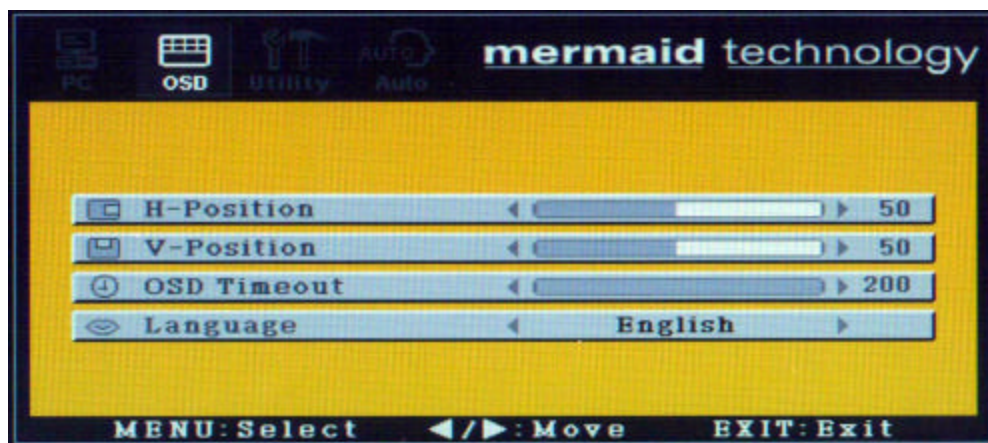 mermaid technology
AUTO
PC OSD Utility Auto
H-Position 50
V-Position 50
OSD Timeout 200
Language English
MENU:Select ◀/▶:Move EXIT:Exit